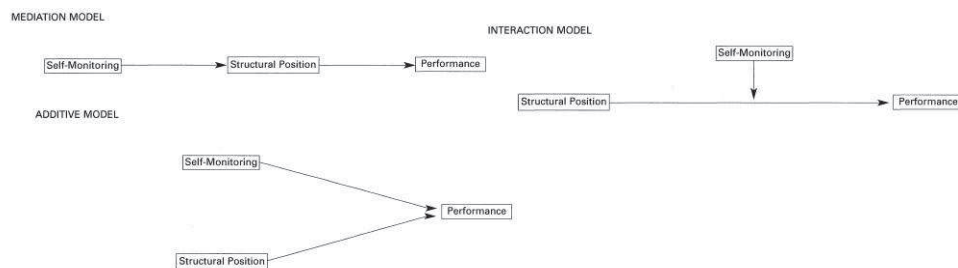 MEDIATION MODEL
Self-Monitoring
Structural Position
Performance
INTERACTION MODEL
Self-Monitoring
Structural Position
Performance
ADDITIVE MODEL
Self-Monitoring
Performance
Structural Position